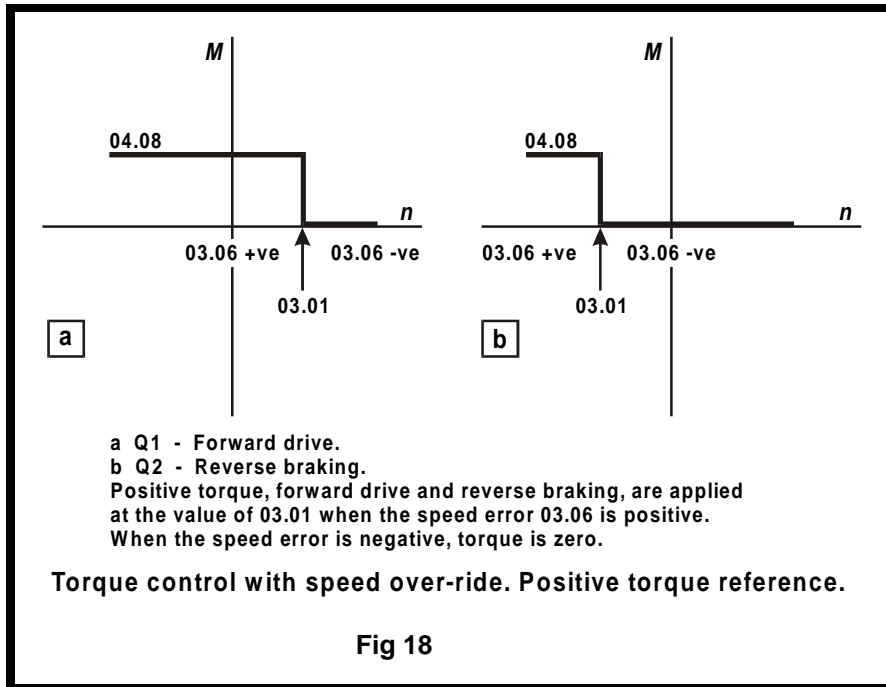 M
04.08
n
03.06 +ve 03.06 -ve
03.01
a
M
04.08
n
03.06 +ve 03.06 -ve
03.01
b
a Q1 - Forward drive.
b Q2 - Reverse braking.
Positive torque, forward drive and reverse braking, are applied
at the value of 03.01 when the speed error 03.06 is positive.
When the speed error is negative, torque is zero.
Torque control with speed over-ride. Positive torque reference.
Fig 18